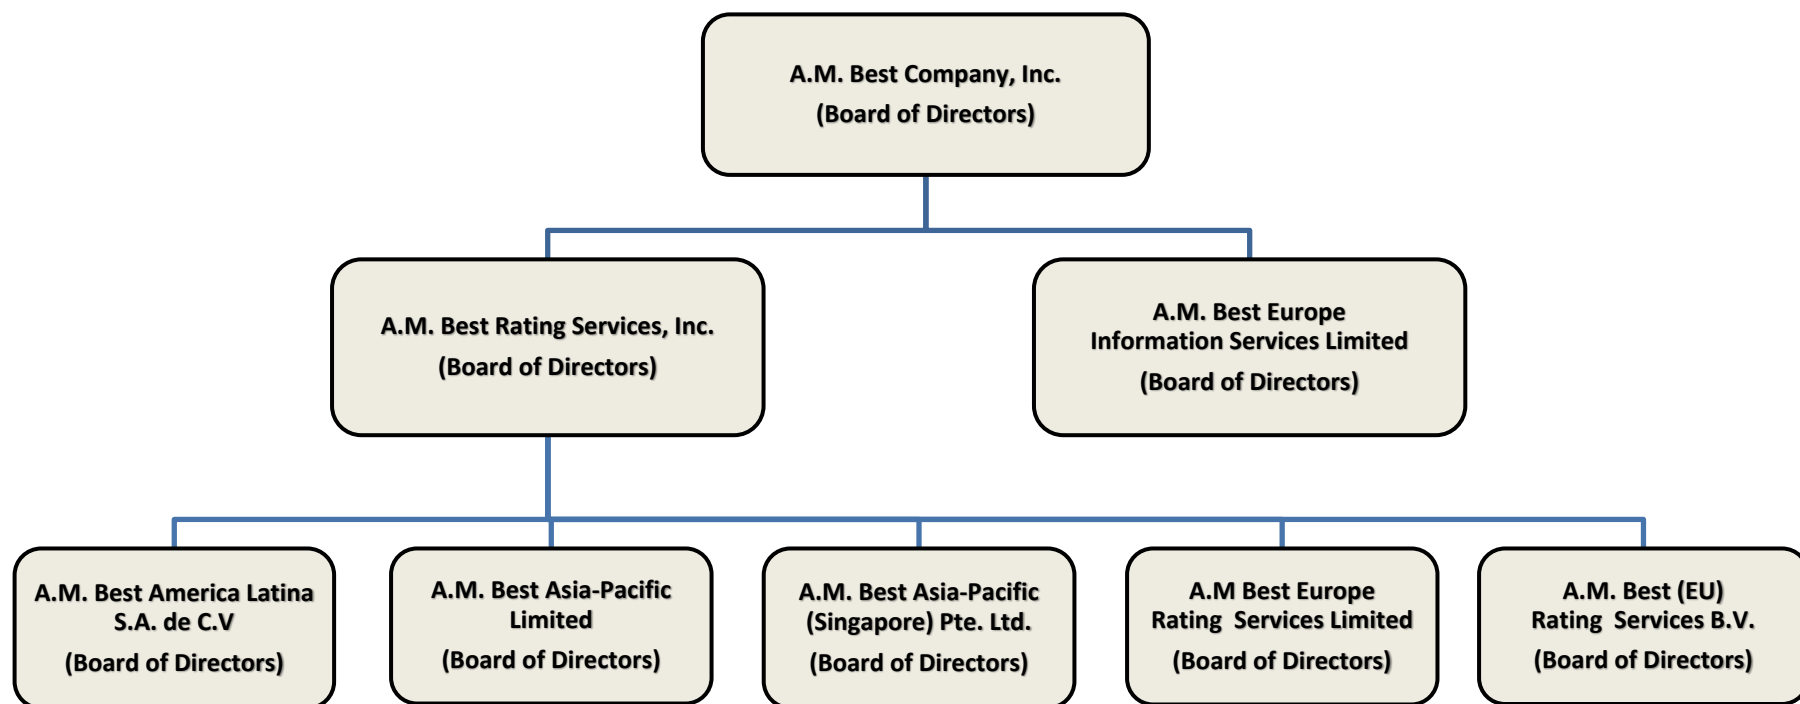 A.M. Best Company, Inc.
(Board of Directors)
A.M. Best Rating Services, Inc.
(Board of Directors)
A.M. Best Europe
Information Services Limited
(Board of Directors)
A.M. Best America Latina
S.A. de C.V
(Board of Directors)
A.M. Best Asia-Pacific
Limited
(Board of Directors)
A.M. Best Asia-Pacific
(Singapore) Pte. Ltd.
(Board of Directors)
A.M Best Europe
Rating  Services Limited
(Board of Directors)
A.M. Best (EU)
Rating  Services B.V.
(Board of Directors)